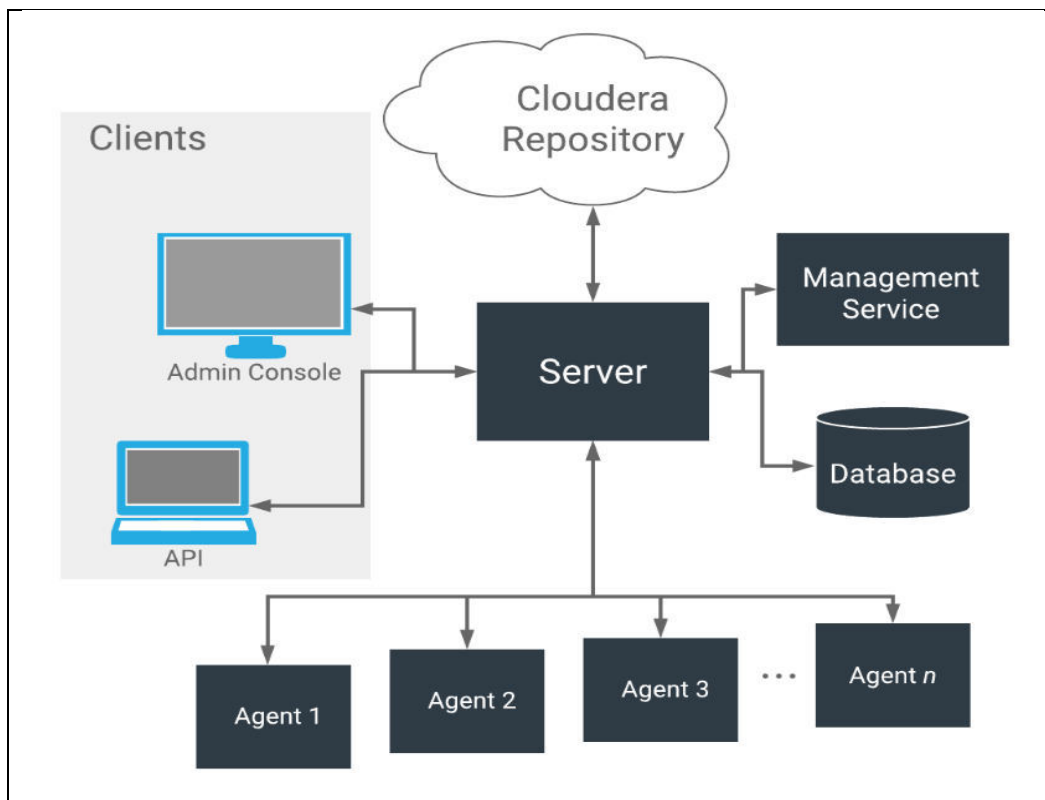 Cloudera
Repository
Clients
Admin Console
API
Server
Management
Service
Database
Agent 1
Agent 2
Agent 3
...
Agent n